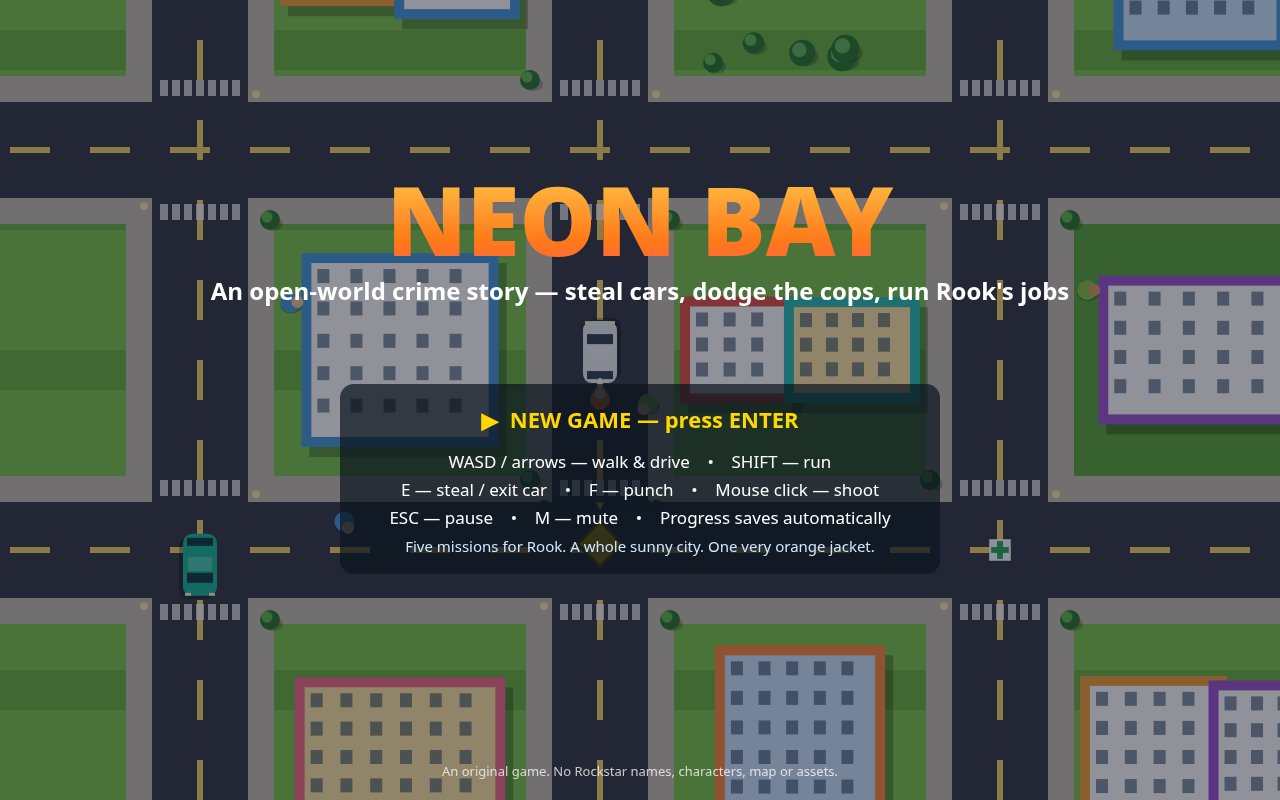 NEON BAY
An open-world crime story — steal cars, dodge the cops, run Rook's jobs
▶ NEW GAME — press ENTER
WASD / arrows — walk & drive • SHIFT — run
E — steal / exit car • F — punch • Mouse click — shoot
ESC — pause • M — mute • Progress saves automatically
Five missions for Rook. A whole sunny city. One very orange jacket.
An original game. No Rockstar names, characters, map or assets.